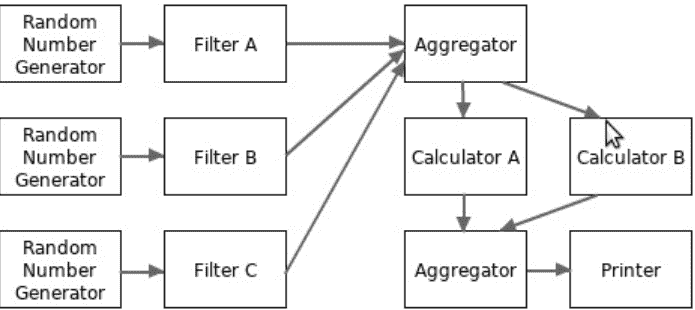 Random
Number
Generator
Filter A
Aggregator
Random
Number
Generator
Filter B
Calculator A
Calculator B
Random
Number
Generator
Filter C
Aggregator
Printer